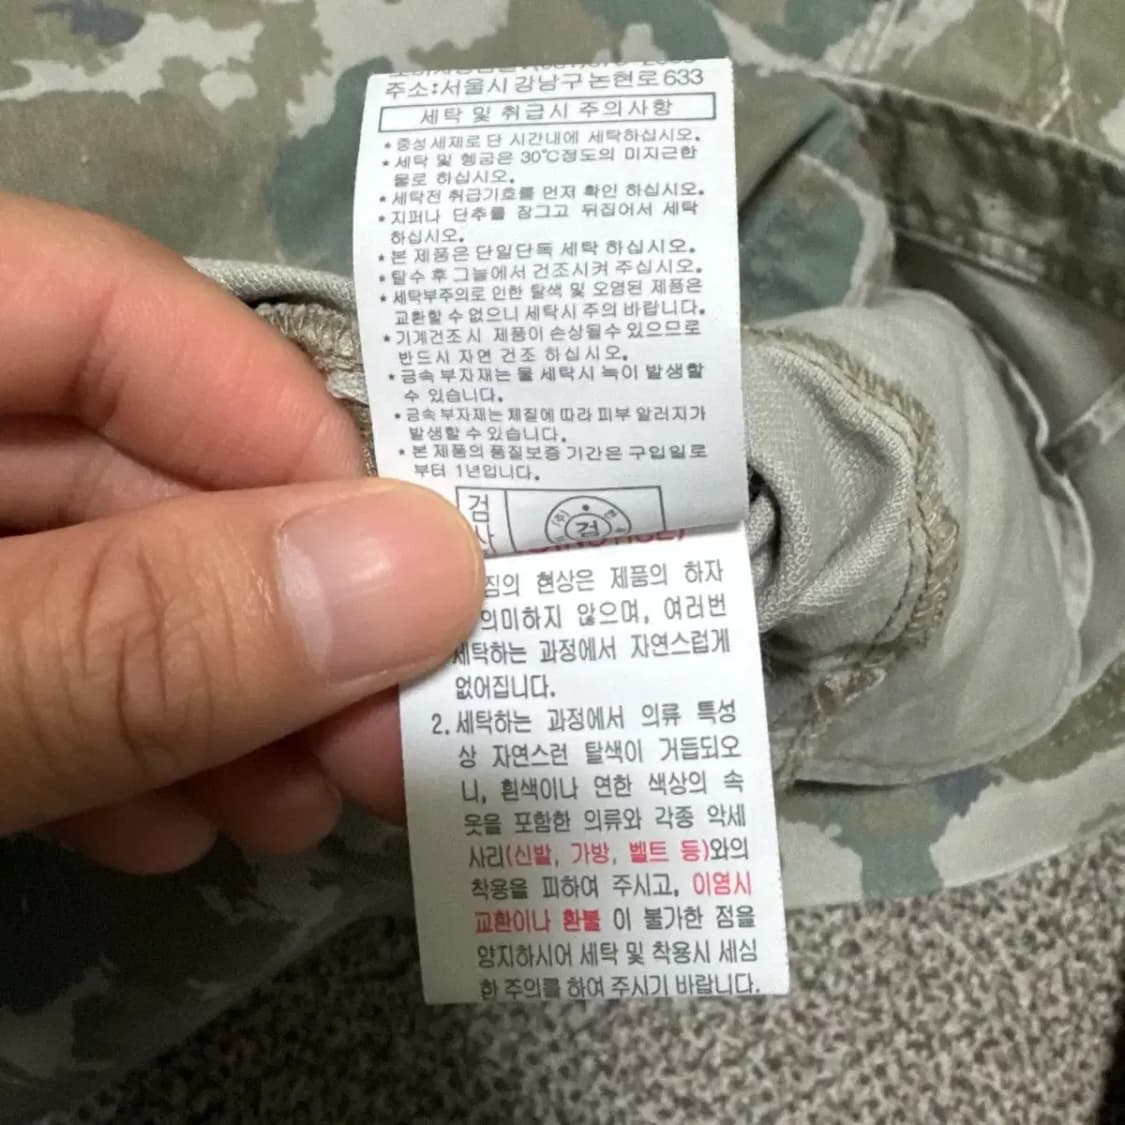 주소:서울시 강남구 논현로 633
세탁 및 취급시 주의사항
* 중성세제로 단 시간내에 세탁하십시오.
* 세탁 및 헹굼은 30℃정도의 미지근한
물로 하십시오.
* 세탁전 취급기호를 먼저 확인 하십시오.
* 지퍼나 단추를 잠그고 뒤집어서 세탁
하십시오.
* 본 제품은 단일단독 세탁 하십시오.
* 탈수 후 그늘에서 건조시켜 주십시오.
* 세탁부주의로 인한 탈색 및 오염된 제품은
교환할 수 없으니 세탁시 주의 바랍니다.
* 기계건조시 제품이 손상될수 있으므로
반드시 자연 건조 하십시오.
* 금속 부자재는 물 세탁시 녹이 발생할
수 있습니다.
* 금속 부자재는 체질에 따라 피부 알러지가
발생할 수 있습니다.
* 본 제품의 품질보증 기간은 구입일로
부터 1년입니다.
검
(주)
검
짐의 현상은 제품의 하자
의미하지 않으며, 여러번
세탁하는 과정에서 자연스럽게
없어집니다.
2. 세탁하는 과정에서 의류 특성
상 자연스런 탈색이 거듭되오
니, 흰색이나 연한 색상의 속
옷을 포함한 의류와 각종 악세
사리(신발, 가방, 벨트 등)와의
착용을 피하여 주시고, 이염시
교환이나 환불 이 불가한 점을
양지하시어 세탁 및 착용시 세심
한 주의를 하여 주시기 바랍니다.